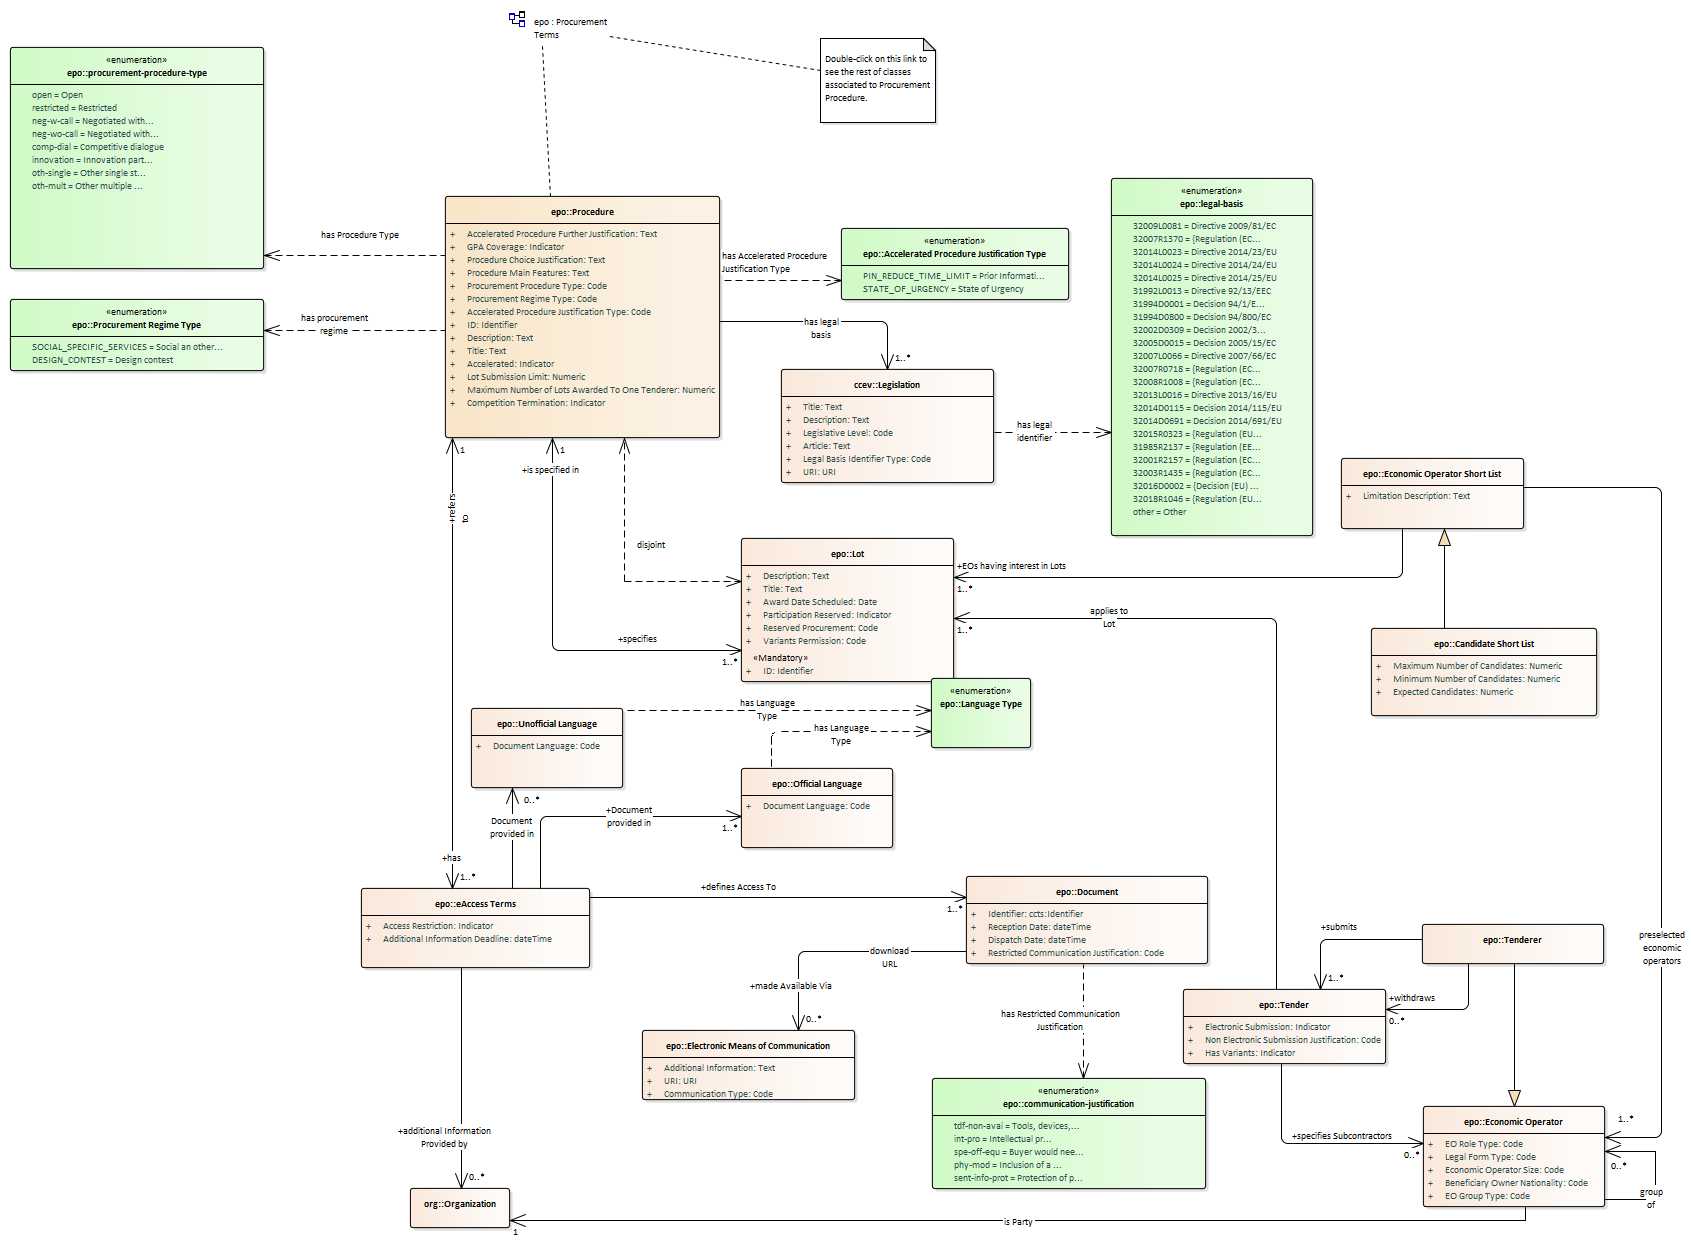 epo : Procurement
Terms
Double-click on this link to
see the rest of classes
associated to Procurement
Procedure.
«enumeration»
epo::procurement-procedure-type
open = Open
restricted = Restricted
neg-w-call = Negotiated with...
neg-wo-call = Negotiated with...
comp-dial = Competitive dialogue
innovation = Innovation part...
oth-single = Other single st...
oth-mult = Other multiple ...
has Procedure Type
«enumeration»
epo::Procurement Regime Type
SOCIAL_SPECIFIC_SERVICES = Social an other...
DESIGN_CONTEST = Design contest
has procurement
regime
epo::Procedure
+ Accelerated Procedure Further Justification: Text
+ GPA Coverage: Indicator
+ Procedure Choice Justification: Text
+ Procedure Main Features: Text
+ Procurement Procedure Type: Code
+ Procurement Regime Type: Code
+ Accelerated Procedure Justification Type: Code
+ ID: Identifier
+ Description: Text
+ Title: Text
+ Accelerated: Indicator
+ Lot Submission Limit: Numeric
+ Maximum Number of Lots Awarded To One Tenderer: Numeric
+ Competition Termination: Indicator
has Accelerated Procedure
Justification Type
«enumeration»
epo::Accelerated Procedure Justification Type
PIN_REDUCE_TIME_LIMIT = Prior Informati...
STATE_OF_URGENCY = State of Urgency
has legal
basis
1..*
ccev::Legislation
+ Title: Text
+ Description: Text
+ Legislative Level: Code
+ Article: Text
+ Legal Basis Identifier Type: Code
+ URI: URI
has legal
identifier
«enumeration»
epo::legal-basis
32009L0081 = Directive 2009/81/EC
32007R1370 = {Regulation (EC...
32014L0023 = Directive 2014/23/EU
32014L0024 = Directive 2014/24/EU
32014L0025 = Directive 2014/25/EU
31992L0013 = Directive 92/13/EEC
31994D0001 = Decision 94/1/E...
31994D0800 = Decision 94/800/EC
32002D0309 = Decision 2002/3...
32005D0015 = Decision 2005/15/EC
32007L0066 = Directive 2007/66/EC
32007R0718 = {Regulation (EC...
32008R1008 = {Regulation (EC...
32013L0016 = Directive 2013/16/EU
32014D0115 = Decision 2014/115/EU
32014D0691 = Decision 2014/691/EU
32015R0323 = {Regulation (EU...
31985R2137 = {Regulation (EE...
32001R2157 = {Regulation (EC...
32003R1435 = {Regulation (EC...
32016D0002 = {Decision (EU) ...
32018R1046 = {Regulation (EU...
other = Other
1
+refers
to
1
+is specified in
disjoint
+specifies
1..*
epo::Lot
+ Description: Text
+ Title: Text
+ Award Date Scheduled: Date
+ Participation Reserved: Indicator
+ Reserved Procurement: Code
+ Variants Permission: Code
«Mandatory»
+ ID: Identifier
+EOs having interest in Lots
1..*
applies to
Lot
1..*
epo::Economic Operator Short List
+ Limitation Description: Text
epo::Candidate Short List
+ Maximum Number of Candidates: Numeric
+ Minimum Number of Candidates: Numeric
+ Expected Candidates: Numeric
«enumeration»
epo::Language Type
has Language
Type
has Language
Type
epo::Unofficial Language
+ Document Language: Code
epo::Official Language
+ Document Language: Code
0..*
Document
provided in
+Document
provided in
1..*
+has
1..*
epo::eAccess Terms
+ Access Restriction: Indicator
+ Additional Information Deadline: dateTime
+defines Access To
1..*
epo::Document
+ Identifier: ccts:Identifier
+ Reception Date: dateTime
+ Dispatch Date: dateTime
+ Restricted Communication Justification: Code
download
URL
+made Available Via
0..*
epo::Electronic Means of Communication
+ Additional Information: Text
+ URI: URI
+ Communication Type: Code
has Restricted Communication
Justification
«enumeration»
epo::communication-justification
tdf-non-avai = Tools, devices,...
int-pro = Intellectual pr...
spe-off-equ = Buyer would nee...
phy-mod = Inclusion of a ...
sent-info-prot = Protection of p...
epo::Tenderer
+submits
1..*
+withdraws
0..*
preselected
economic
operators
epo::Tender
+ Electronic Submission: Indicator
+ Non Electronic Submission Justification: Code
+ Has Variants: Indicator
+specifies Subcontractors
0..*
epo::Economic Operator
+ EO Role Type: Code
+ Legal Form Type: Code
+ Economic Operator Size: Code
+ Beneficiary Owner Nationality: Code
+ EO Group Type: Code
1..*
0..*
group
of
+additional Information
Provided by
0..*
org::Organization
1
is Party